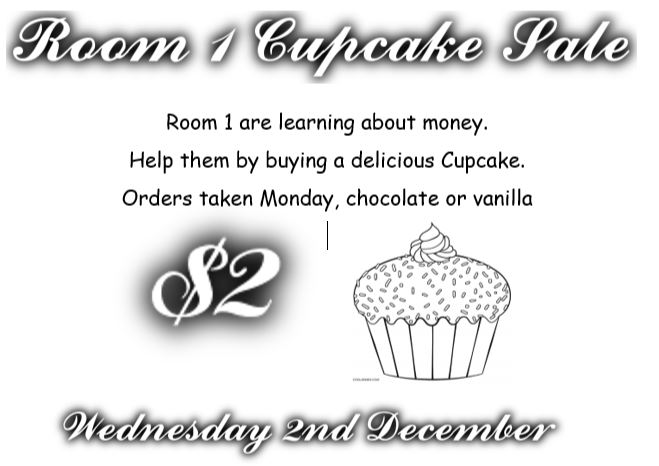 Room 1 Cupcake Sale
Room 1 are learning about money.
Help them by buying a delicious Cupcake.
Orders taken Monday, chocolate or vanilla
$2
Wednesday 2nd December